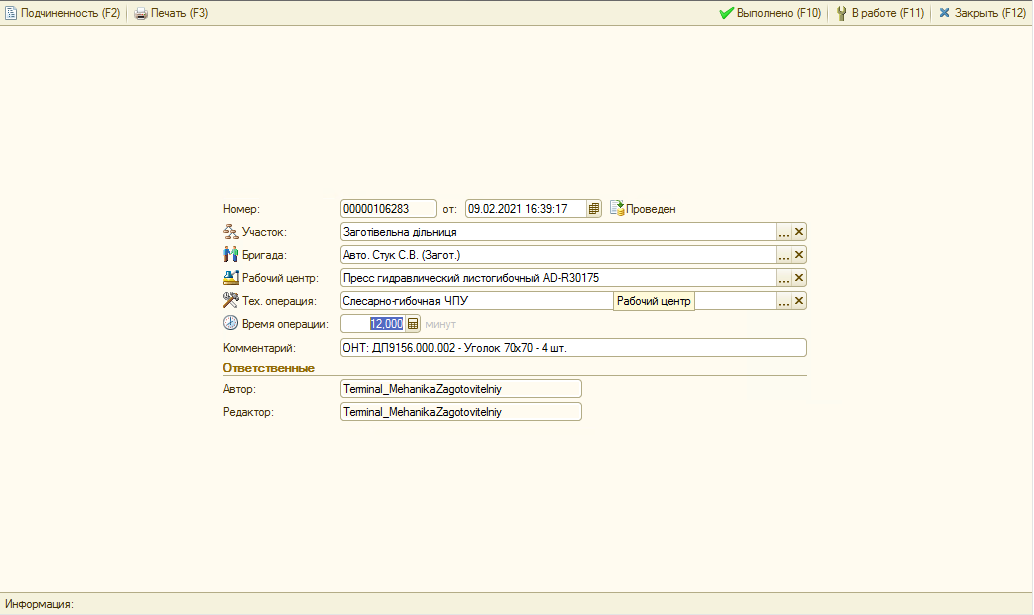 Подчиненность (F2) Печать (F3) Выполнено (F10) В работе (F11) Закрыть (F12)
Номер: 00000106283 от: 09.02.2021 16:39:17 Проведен
Участок: Заготівельна дільниця ... ×
Бригада: Авто. Стук С.В. (Загот.) ... ×
Рабочий центр: Пресс гидравлический листогибочный AD-R30175 ... ×
Тех. операция: Слесарно-гибочная ЧПУ Рабочий центр ... ×
Время операции: 12,000 минут
Комментарий: ОНТ: ДП9156.000.002 - Уголок 70х70 - 4 шт.
Ответственные
Автор: Terminal_MehanikaZagotovitelniy
Редактор: Terminal_MehanikaZagotovitelniy
Информация: